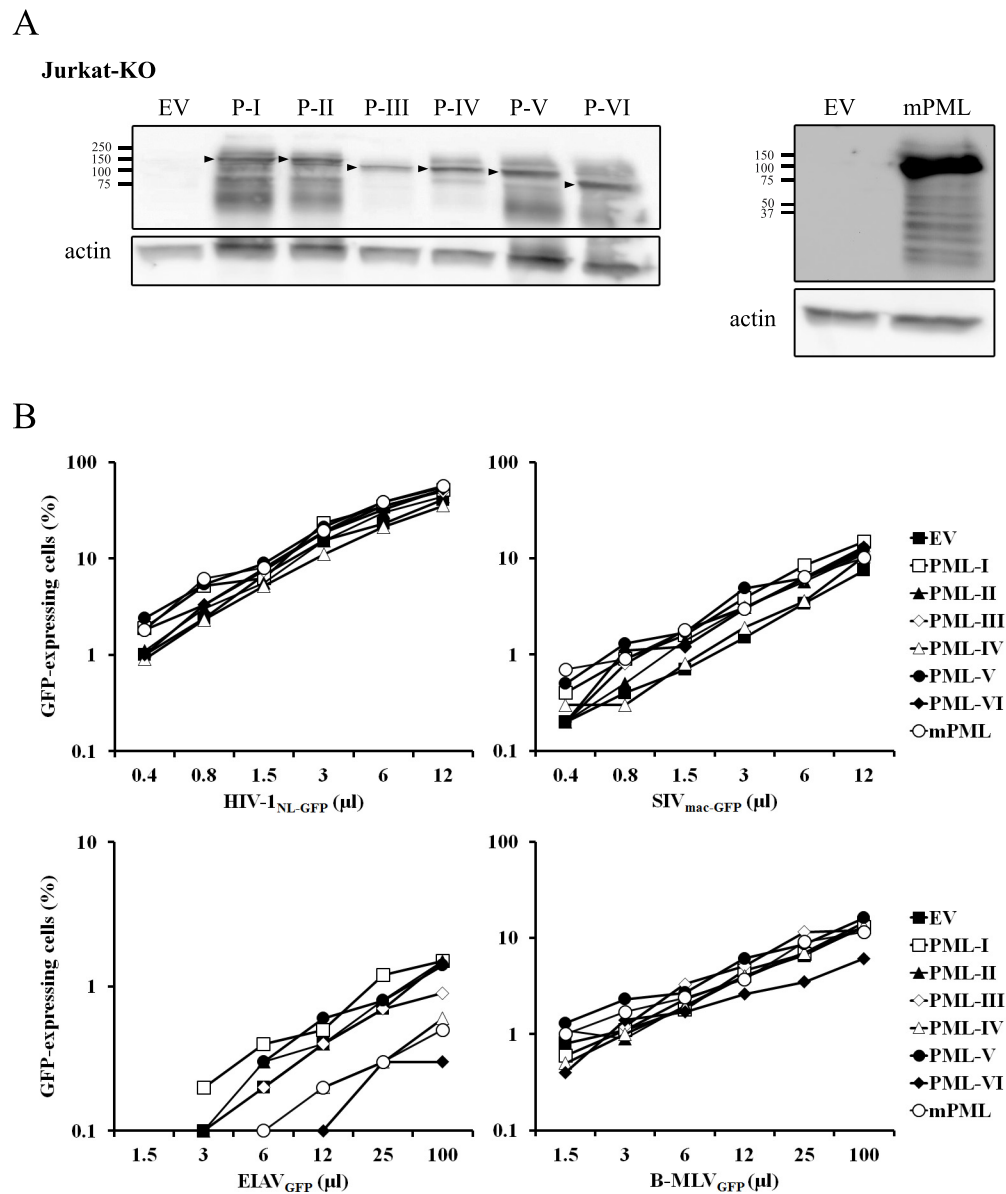 A
Jurkat-KO
EV P-I P-II P-III P-IV P-V P-VI
250
150
100
75
actin
EV mPML
150
100
75
50
37
actin
B
GFP-expressing cells (%)
100
10
1
0.1
0.4 0.8 1.5 3 6 12
HIV-1NL-GFP (µl)
100
10
1
0.1
0.4 0.8 1.5 3 6 12
SIVmac-GFP (µl)
EV
PML-I
PML-II
PML-III
PML-IV
PML-V
PML-VI
mPML
GFP-expressing cells (%)
10
1
0.1
1.5 3 6 12 25 100
EIAVGFP (µl)
100
10
1
0.1
1.5 3 6 12 25 100
B-MLVGFP (µl)
EV
PML-I
PML-II
PML-III
PML-IV
PML-V
PML-VI
mPML